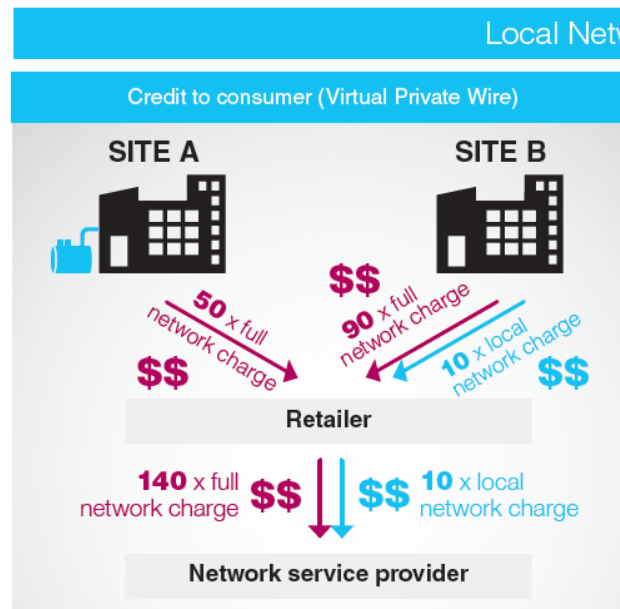 Local Netw
Credit to consumer (Virtual Private Wire)
SITE A
SITE B
50 x full
network charge
$$
$$
90 x full
network charge
10 x local
network charge
$$
Retailer
140 x full
network charge
$$
$$
10 x local
network charge
Network service provider